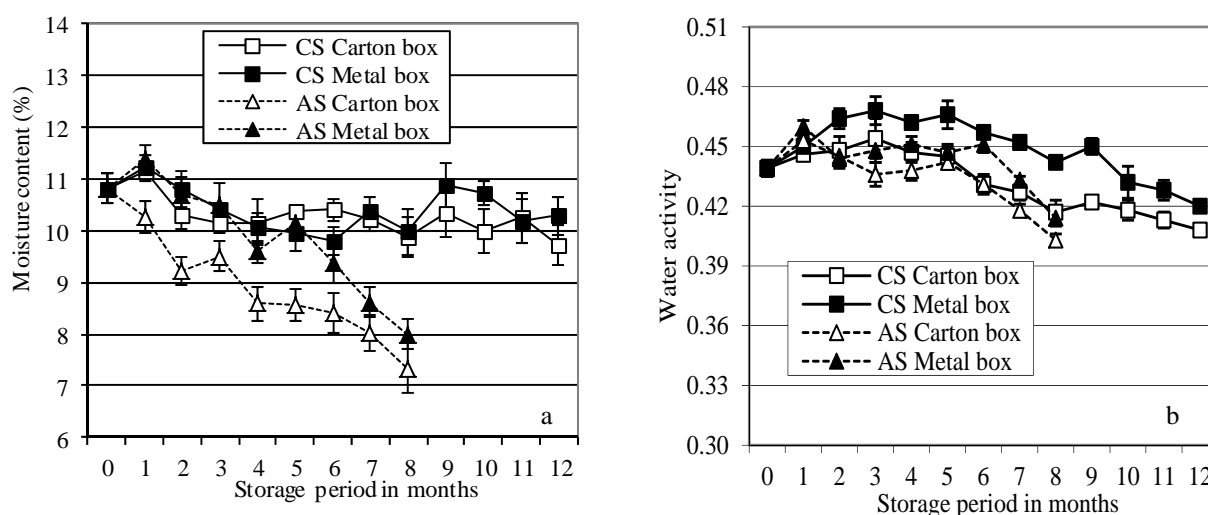 14
13
12
11
10
9
8
7
6
Moisture content (%)
CS Carton box
CS Metal box
AS Carton box
AS Metal box
a
0 1 2 3 4 5 6 7 8 9 10 11 12
Storage period in months
0.51
0.48
0.45
0.42
0.39
0.36
0.33
0.30
Water activity
CS Carton box
CS Metal box
AS Carton box
AS Metal box
b
0 1 2 3 4 5 6 7 8 9 10 11 12
Storage period in months